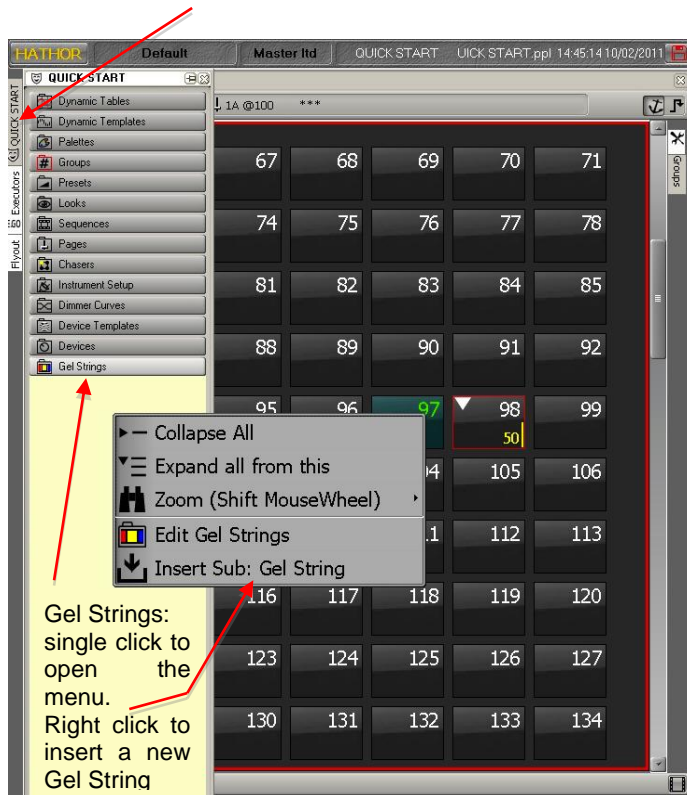 HATHOR Default Master ltd QUICK START UICK START.ppl 14:45:14 10/02/2011
QUICK START
QUICK START
Executors
Flyout
Dynamic Tables
Dynamic Templates
Palettes
Groups
Presets
Looks
Sequences
Pages
Chasers
Instrument Setup
Dimmer Curves
Device Templates
Devices
Gel Strings
1A @100 ***
Groups
67 68 69 70 71
74 75 76 77 78
81 82 83 84 85
88 89 90 91 92
95 96 97 98 99
50
105 106
112 113
116 117 118 119 120
123 124 125 126 127
130 131 132 133 134
Collapse All
Expand all from this
Zoom (Shift MouseWheel)
Edit Gel Strings
Insert Sub: Gel String
Gel Strings:
single click to
open the
menu.
Right click to
insert a new
Gel String